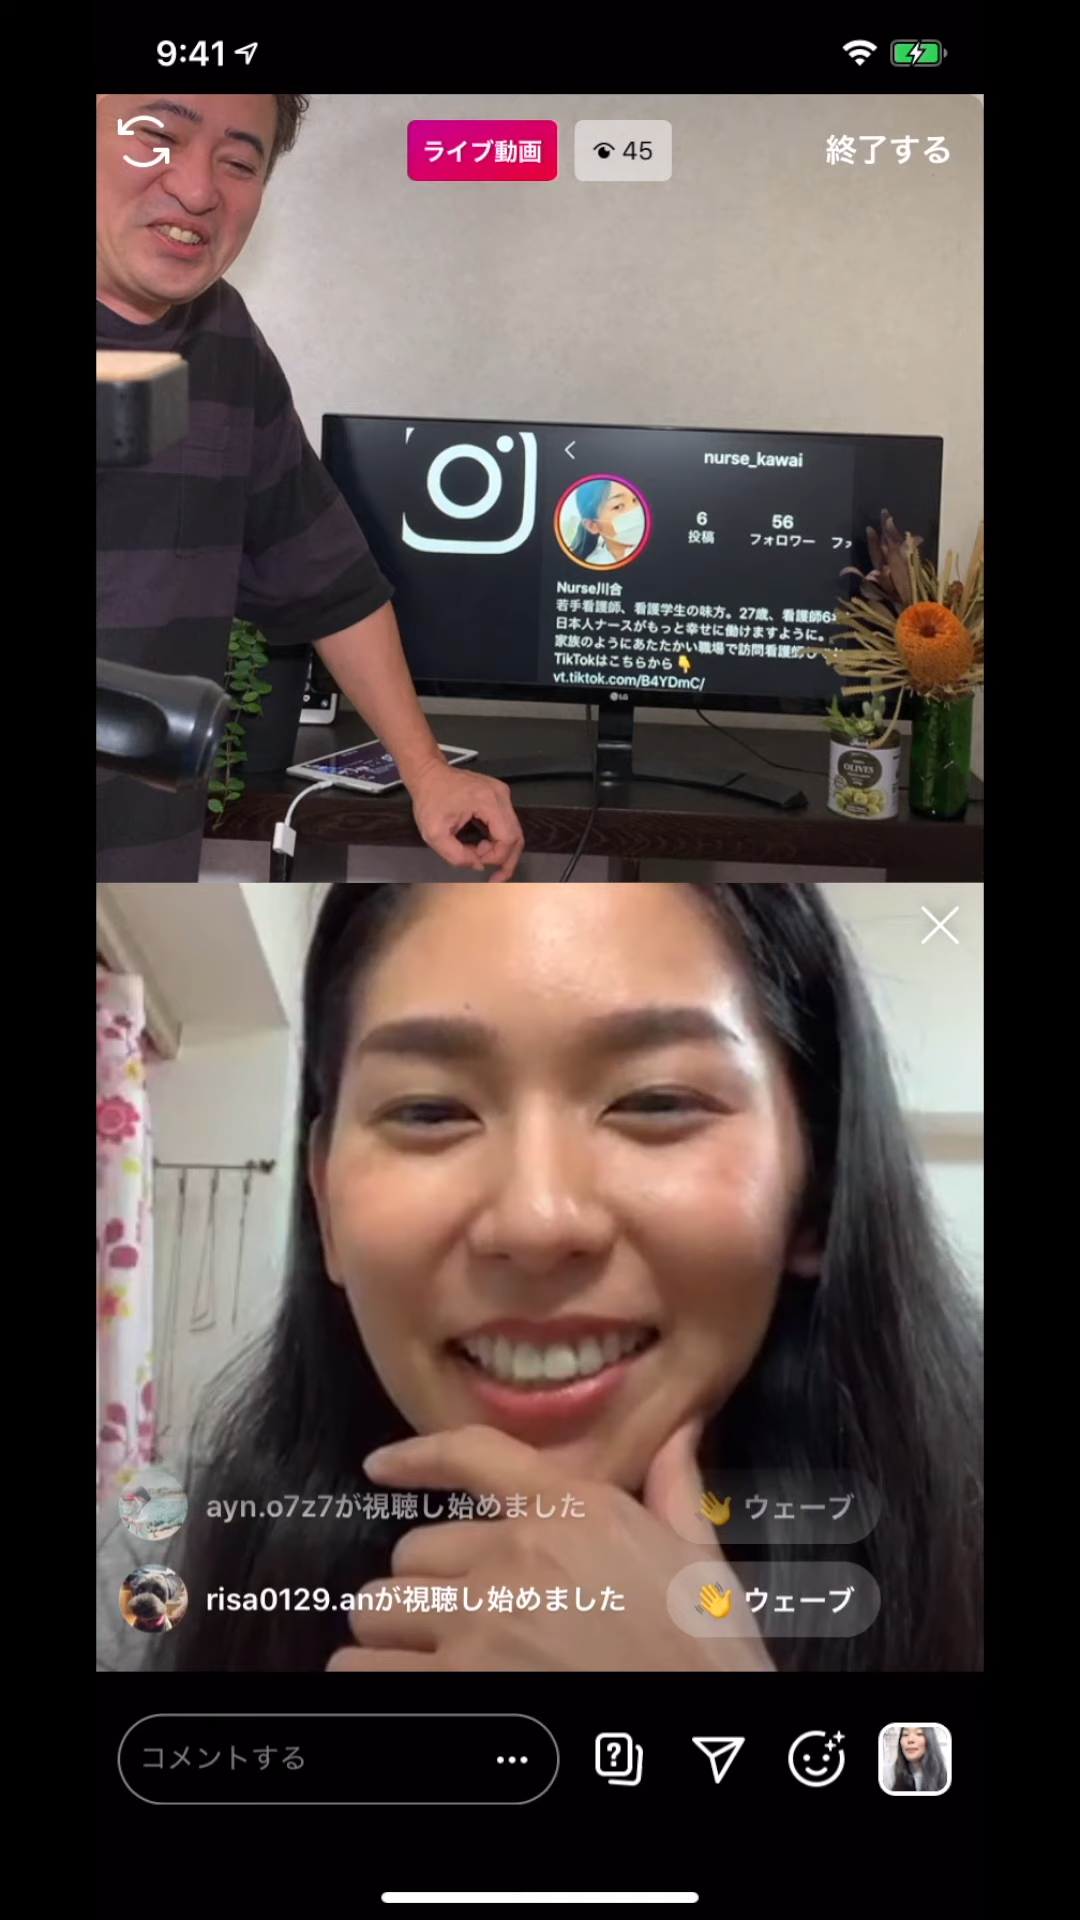 9:41
ライブ動画
45
終了する
nurse_kawai
6
投稿
56
フォロワー
フォ
Nurse川合
若手看護師、看護学生の味方。27歳、看護師6
日本人ナースがもっと幸せに働けますように。
家族のようにあたたかい職場で訪問看護師
TikTokはこちらから👇
vt.tiktok.com/B4YDmC/
LG
OLIVES
ayn.o7z7が視聴し始めました
👋 ウェーブ
risa0129.anが視聴し始めました
👋 ウェーブ
コメントする